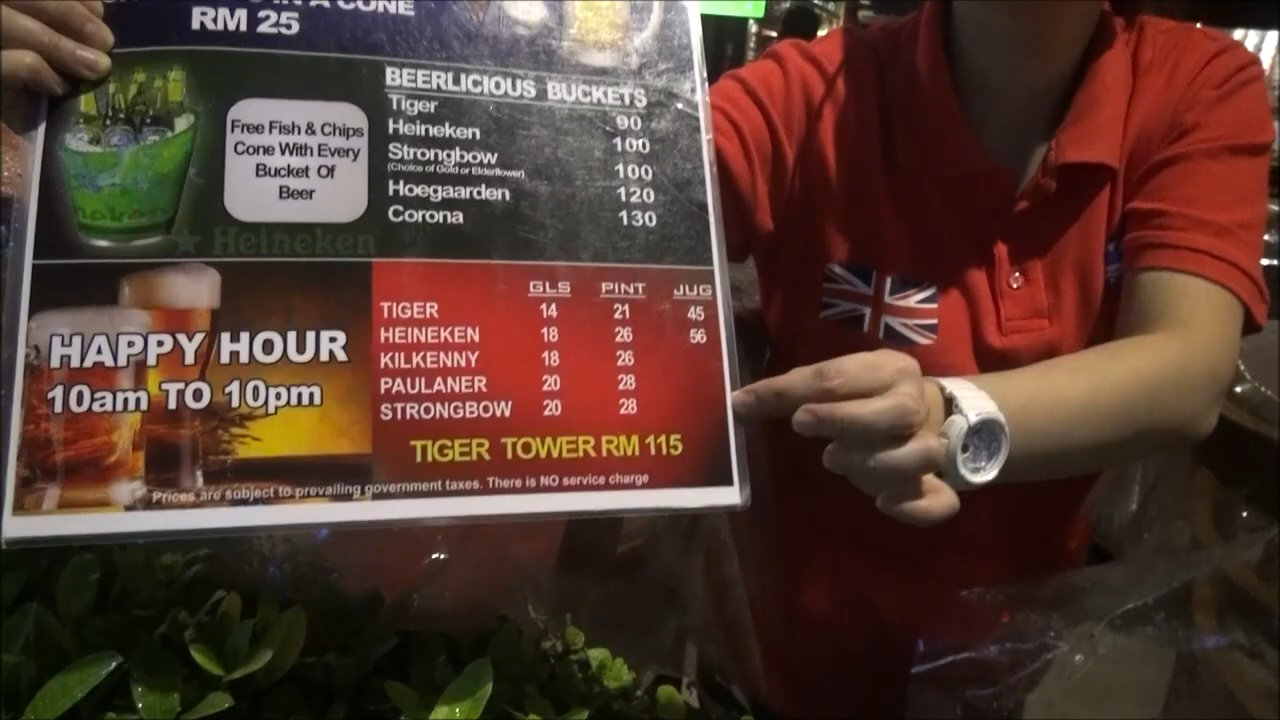 IN A CONE
RM 25
BEERLICIOUS BUCKETS
Tiger 90
Heineken 100
Strongbow 100
(Choice of Gold or Elderflower)
Hoegaarden 120
Corona 130
Free Fish & Chips
Cone With Every
Bucket Of
Beer
Heineken
HAPPY HOUR
10am TO 10pm
GLS PINT JUG
TIGER 14 21 45
HEINEKEN 18 26 56
KILKENNY 18 26
PAULANER 20 28
STRONGBOW 20 28
TIGER TOWER RM 115
Prices are subject to prevailing government taxes. There is NO service charge